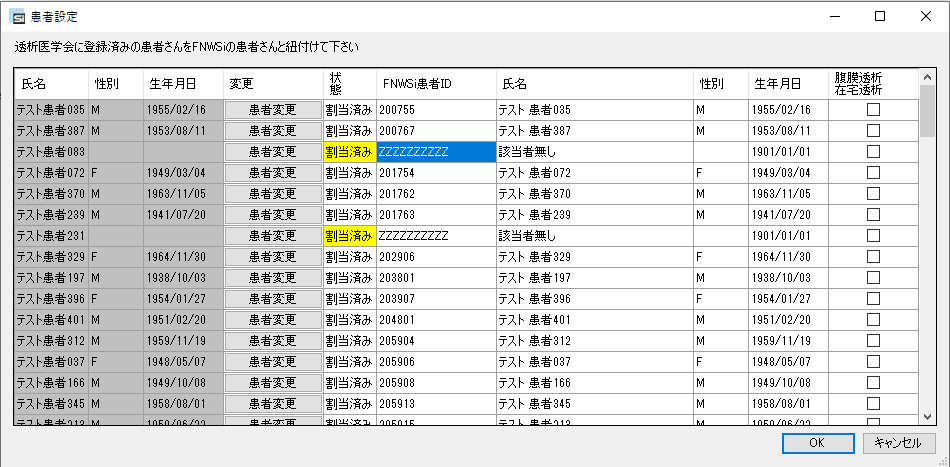 患者設定
透析医学会に登録済みの患者さんをFNWSiの患者さんと紐付けて下さい
氏名 性別 生年月日 変更 状態 FNWSi患者ID 氏名 性別 生年月日 腹膜透析 在宅透析
テスト患者035 M 1955/02/16 患者変更 割当済み 200755 テスト 患者035 M 1955/02/16
テスト患者387 M 1953/08/11 患者変更 割当済み 200767 テスト 患者387 M 1953/08/11
テスト患者083 患者変更 割当済み ZZZZZZZZZZ 該当者無し 1901/01/01
テスト患者072 F 1949/03/04 患者変更 割当済み 201754 テスト 患者072 F 1949/03/04
テスト患者370 M 1963/11/05 患者変更 割当済み 201762 テスト 患者370 M 1963/11/05
テスト患者239 M 1941/07/20 患者変更 割当済み 201763 テスト 患者239 M 1941/07/20
テスト患者231 患者変更 割当済み ZZZZZZZZZZ 該当者無し 1901/01/01
テスト患者329 F 1964/11/30 患者変更 割当済み 202906 テスト 患者329 F 1964/11/30
テスト患者197 M 1938/10/03 患者変更 割当済み 203801 テスト 患者197 M 1938/10/03
テスト患者396 F 1954/01/27 患者変更 割当済み 203907 テスト 患者396 F 1954/01/27
テスト患者401 M 1951/02/20 患者変更 割当済み 204801 テスト 患者401 M 1951/02/20
テスト患者312 M 1959/11/19 患者変更 割当済み 205904 テスト 患者312 M 1959/11/19
テスト患者037 F 1948/05/07 患者変更 割当済み 205906 テスト 患者037 F 1948/05/07
テスト患者166 M 1949/10/08 患者変更 割当済み 205908 テスト 患者166 M 1949/10/08
テスト患者345 M 1958/08/01 患者変更 割当済み 205913 テスト 患者345 M 1958/08/01
OK キャンセル